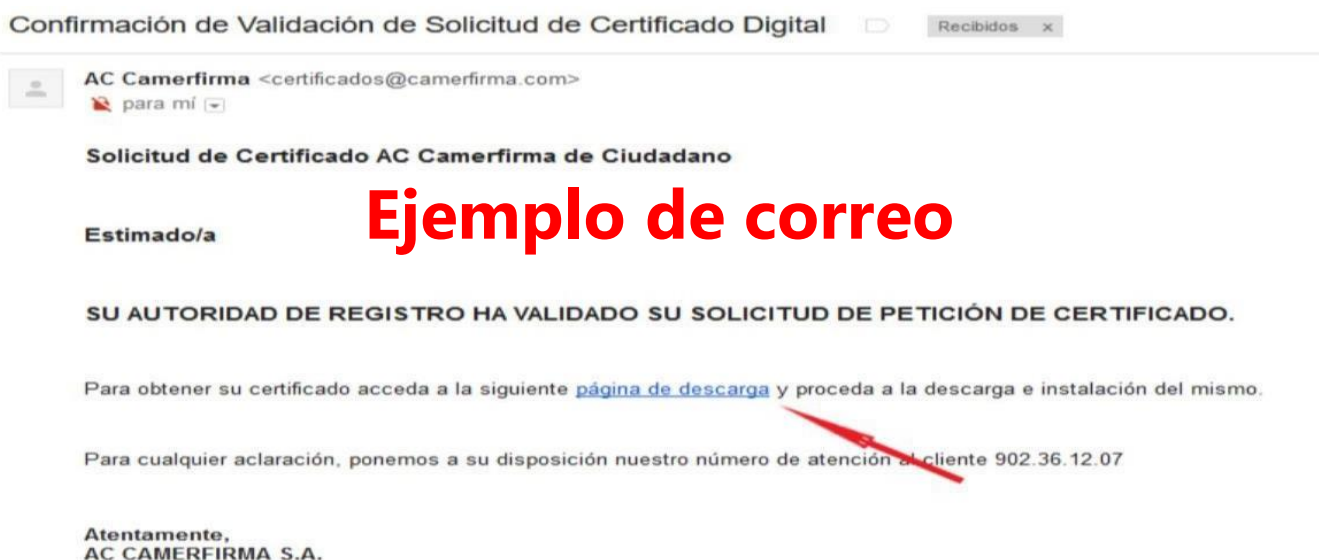 Confirmación de Validación de Solicitud de Certificado Digital Recibidos x
AC Camerfirma <certificados@camerfirma.com>
para mí
Solicitud de Certificado AC Camerfirma de Ciudadano
Ejemplo de correo
Estimado/a
SU AUTORIDAD DE REGISTRO HA VALIDADO SU SOLICITUD DE PETICIÓN DE CERTIFICADO.
Para obtener su certificado acceda a la siguiente página de descarga y proceda a la descarga e instalación del mismo.
Para cualquier aclaración, ponemos a su disposición nuestro número de atención al cliente 902.36.12.07
Atentamente,
AC CAMERFIRMA S.A.